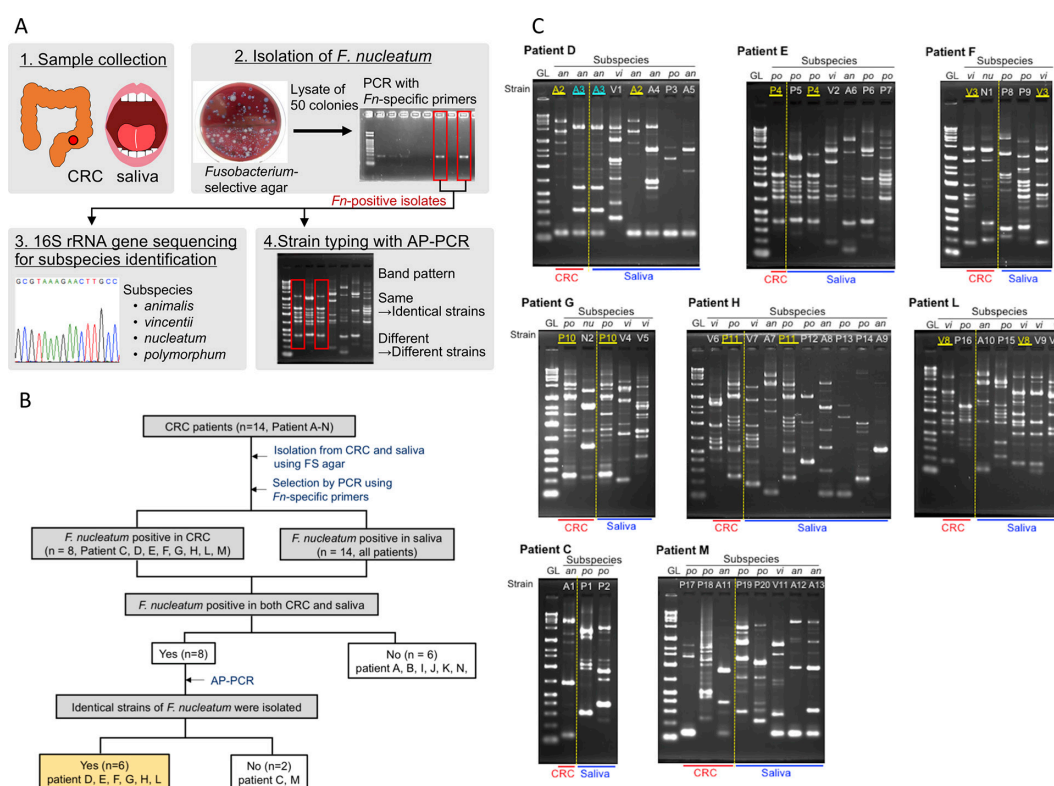 A
1. Sample collection
CRC saliva
2. Isolation of F. nucleatum
Lysate of
50 colonies
PCR with
Fn-specific primers
Fusobacterium-
selective agar
Fn-positive isolates
3. 16S rRNA gene sequencing
for subspecies identification
G C G T A A A G A A C T T G C C
Subspecies
• animalis
• vincentii
• nucleatum
• polymorphum
4.Strain typing with AP-PCR
Band pattern
Same
→Identical strains
Different
→Different strains
B
CRC patients (n=14, Patient A-N)
Isolation from CRC and saliva
using FS agar
Selection by PCR using
Fn-specific primers
F. nucleatum positive in CRC
(n = 8, Patient C, D, E, F, G, H, L, M)
F. nucleatum positive in saliva
(n = 14, all patients)
F. nucleatum positive in both CRC and saliva
Yes (n=8)
No (n = 6)
patient A, B, I, J, K, N,
AP-PCR
Identical strains of F. nucleatum were isolated
Yes (n=6)
patient D, E, F, G, H, L
No (n=2)
patient C, M
C
Patient D
Subspecies
GL an an an vi an an po an
Strain A2 A3 A3 V1 A2 A4 P3 A5
CRC Saliva
Patient E
Subspecies
GL po po po vi an po po
P4 P5 P4 V2 A6 P6 P7
CRC Saliva
Patient F
Subspecies
GL vi nu po po vi
V3 N1 P8 P9 V3
CRC Saliva
Patient G
Subspecies
GL po nu po vi vi
Strain P10 N2 P10 V4 V5
CRC Saliva
Patient H
Subspecies
GL vi po vi an po po an po po an
V6 P11 V7 A7 P11 P12 A8 P13 P14 A9
CRC Saliva
Patient L
Subspecies
GL vi po an po vi vi
V8 P16 A10 P15 V8 V9 V
CRC Saliva
Patient C
Subspecies
GL an po po
Strain A1 P1 P2
CRC Saliva
Patient M
Subspecies
GL po po an po po vi an an
P17 P18 A11 P19 P20 V11 A12 A13
CRC Saliva